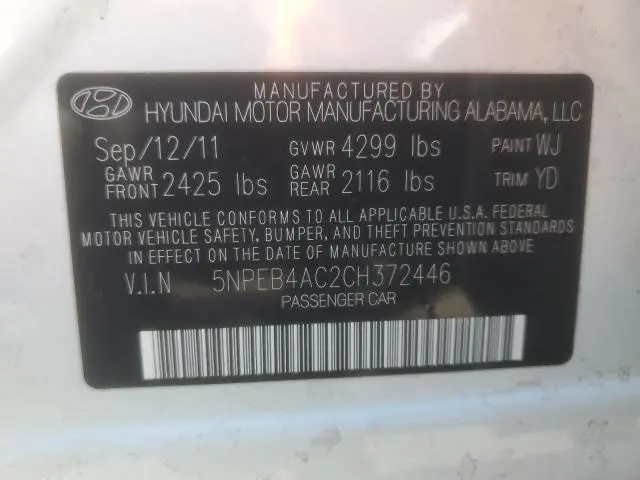 MANUFACTURED BY
HYUNDAI MOTOR MANUFACTURING ALABAMA, LLC
Sep/12/11 GVWR 4299 lbs PAINT WJ
GAWR FRONT 2425 lbs GAWR REAR 2116 lbs TRIM YD
THIS VEHICLE CONFORMS TO ALL APPLICABLE U.S.A. FEDERAL
MOTOR VEHICLE SAFETY, BUMPER, AND THEFT PREVENTION
STANDARDS IN EFFECT ON THE DATE OF MANUFACTURE SHOWN ABOVE.
V.I.N 5NPEB4AC2CH372446
PASSENGER CAR